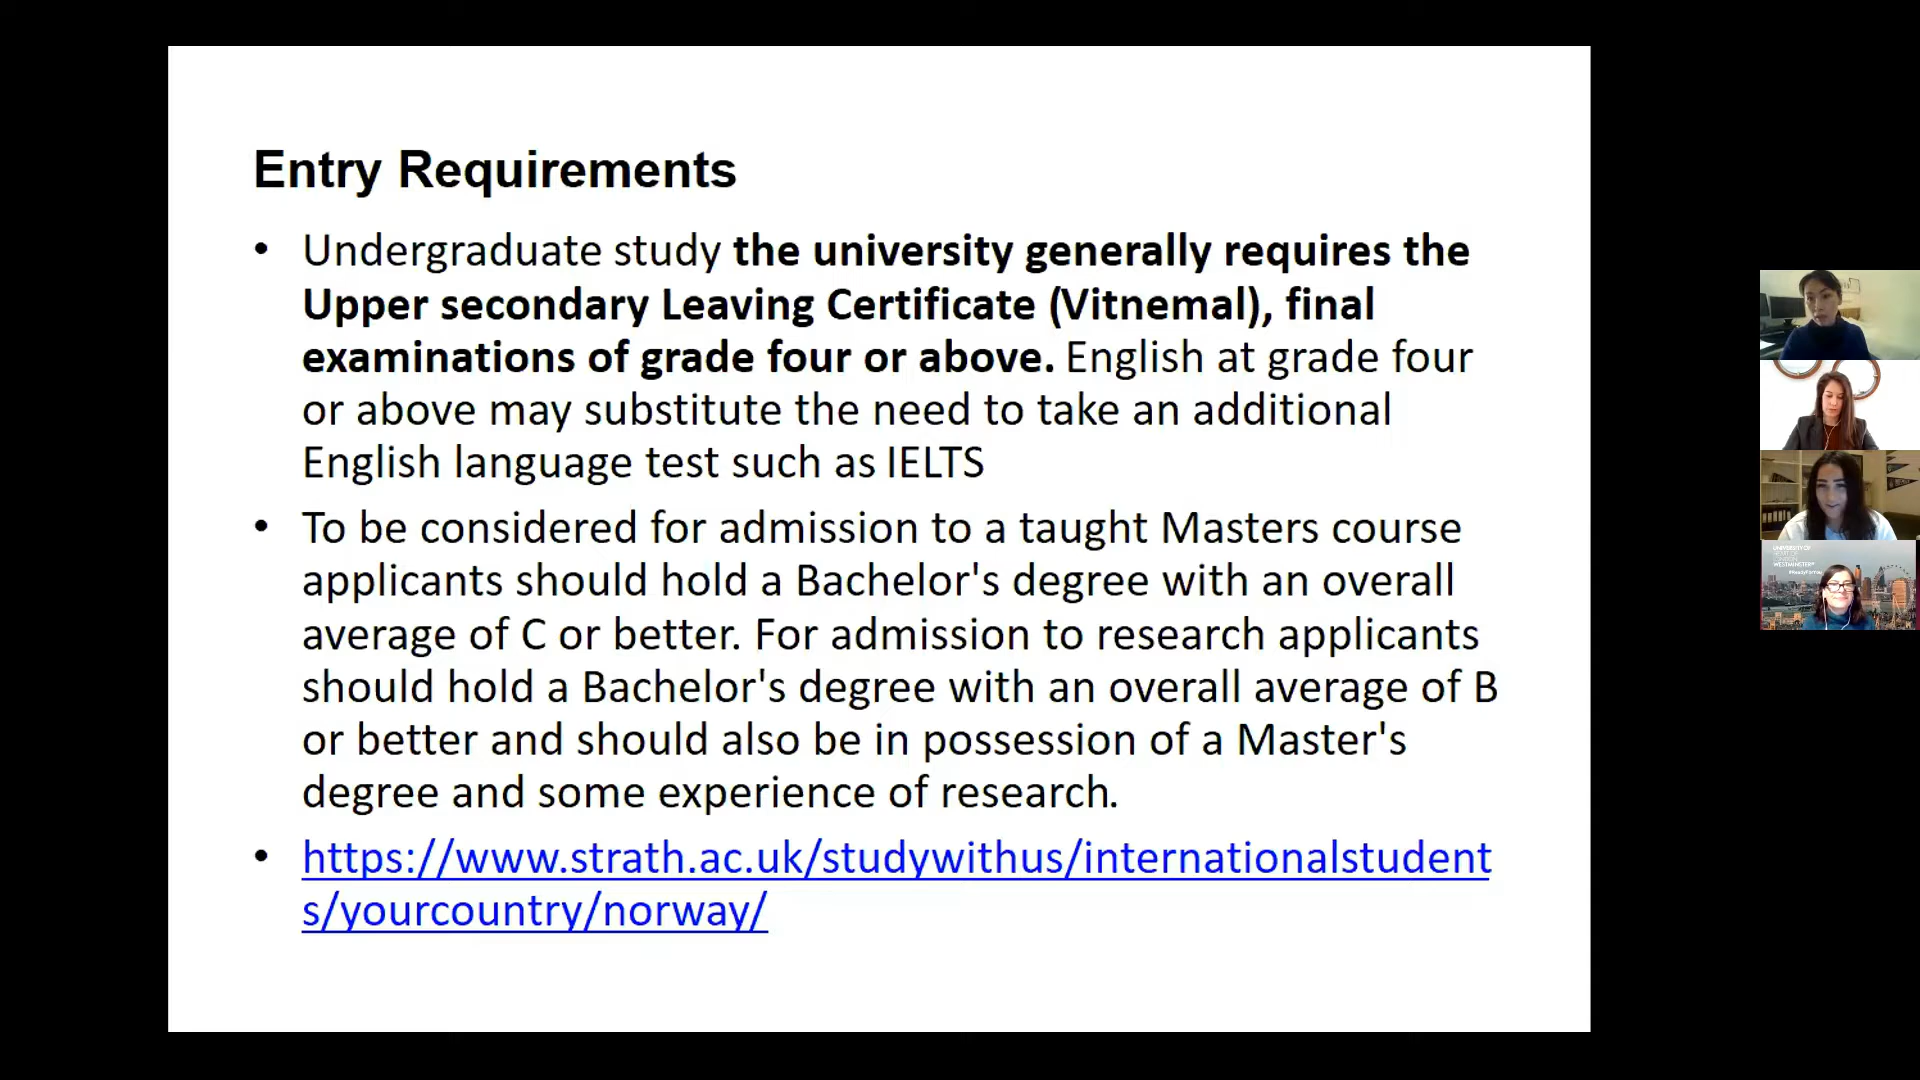 Entry Requirements
• Undergraduate study the university generally requires the
Upper secondary Leaving Certificate (Vitnemal), final
examinations of grade four or above. English at grade four
or above may substitute the need to take an additional
English language test such as IELTS
• To be considered for admission to a taught Masters course
applicants should hold a Bachelor's degree with an overall
average of C or better. For admission to research applicants
should hold a Bachelor's degree with an overall average of B
or better and should also be in possession of a Master's
degree and some experience of research.
• https://www.strath.ac.uk/studywithus/internationalstudent
s/yourcountry/norway/
UNIVERSITY OF
WESTMINSTER